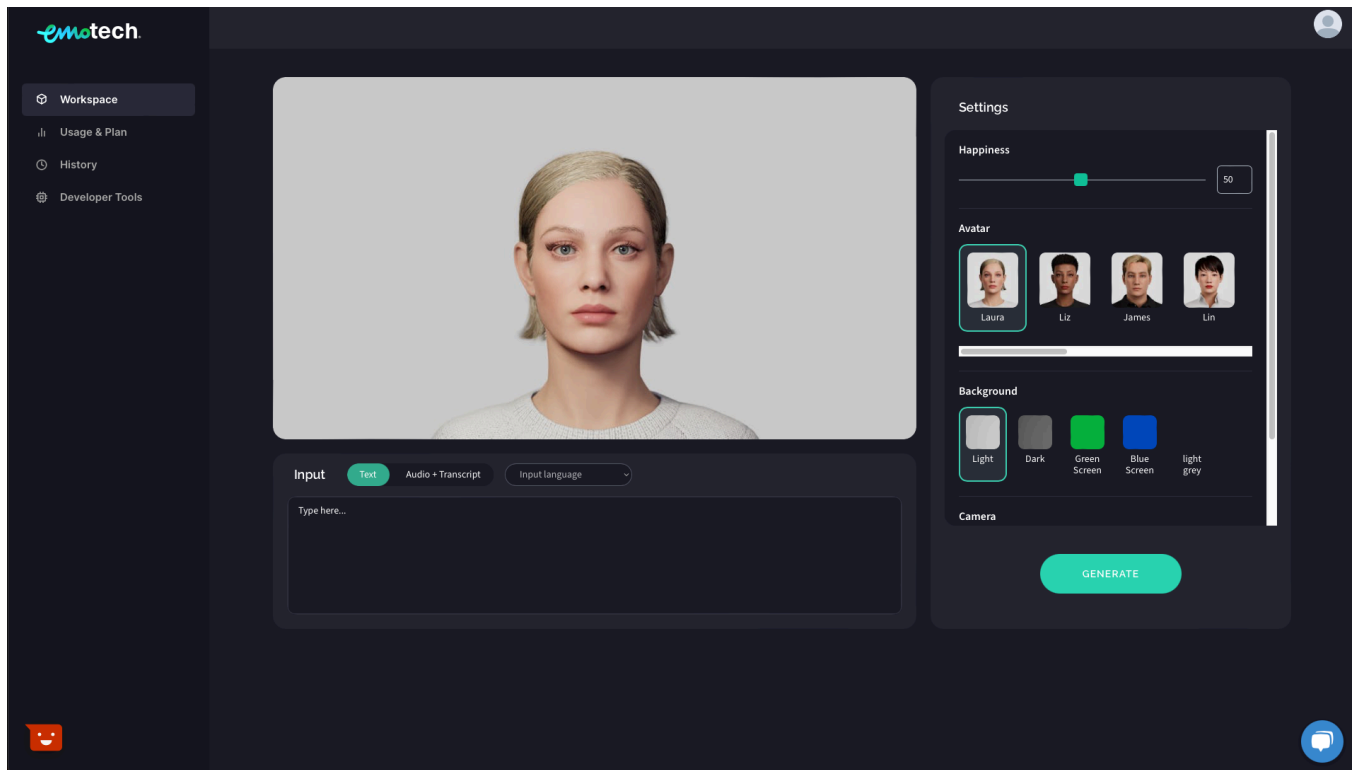 emotech.
Workspace
Usage & Plan
History
Developer Tools
Input
Text
Audio + Transcript
Input language
Type here...
Settings
Happiness
50
Avatar
Laura
Liz
James
Lin
Background
Light
Dark
Green
Screen
Blue
Screen
light
grey
Camera
GENERATE